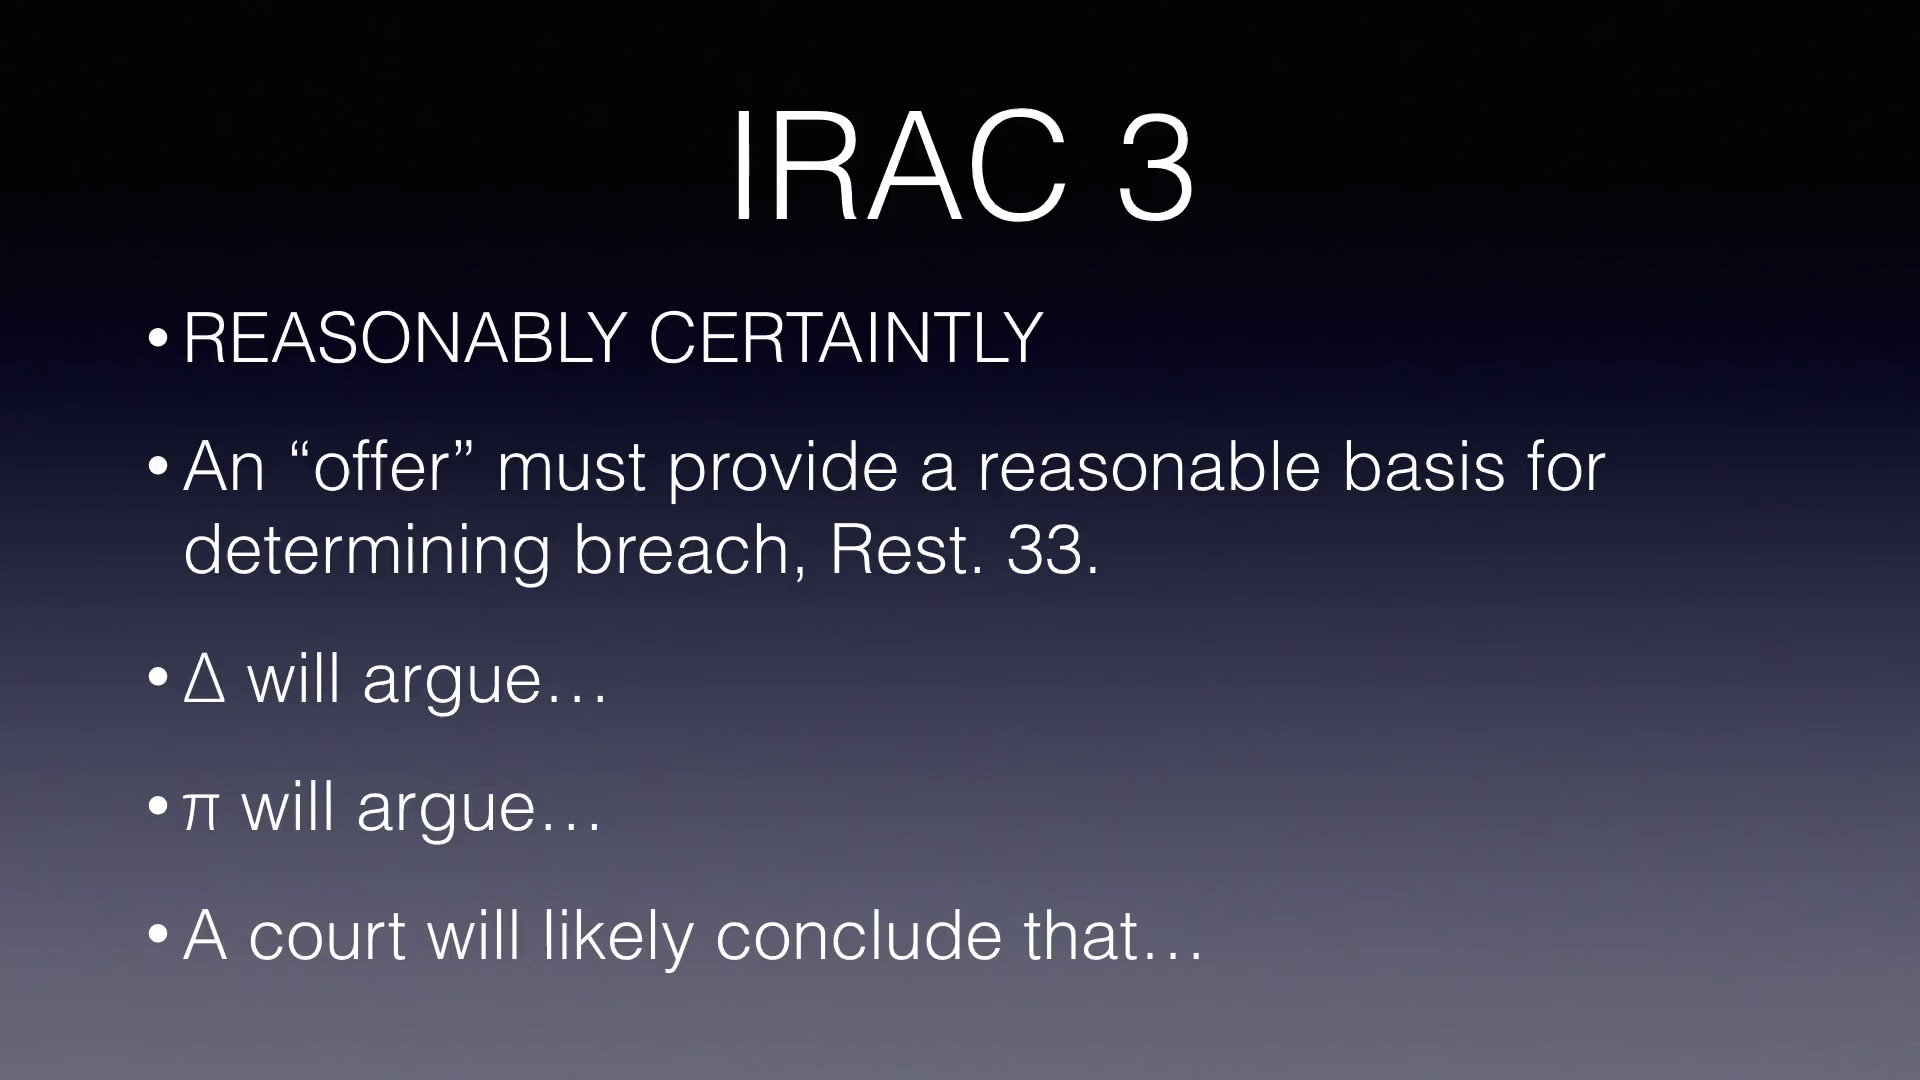 IRAC 3
• REASONABLY CERTAINTLY
• An “offer” must provide a reasonable basis for
determining breach, Rest. 33.
• Δ will argue…
• π will argue…
• A court will likely conclude that…